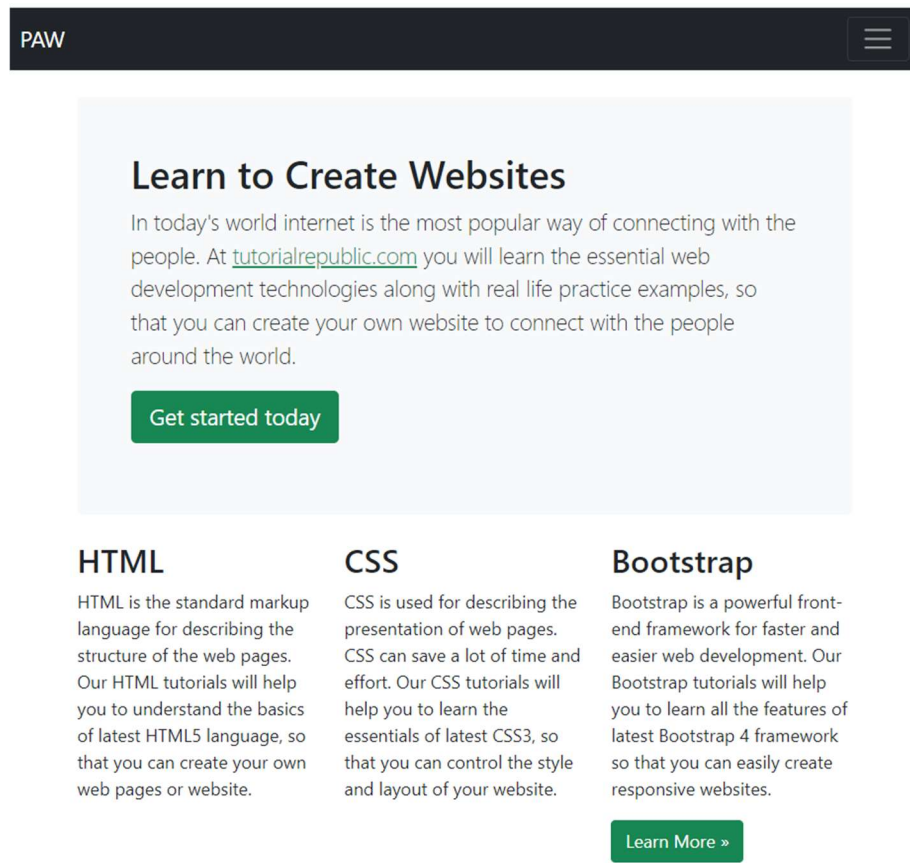 PAW
Learn to Create Websites
In today's world internet is the most popular way of connecting with the
people. At tutorialrepublic.com you will learn the essential web
development technologies along with real life practice examples, so
that you can create your own website to connect with the people
around the world.
Get started today
HTML
HTML is the standard markup
language for describing the
structure of the web pages.
Our HTML tutorials will help
you to understand the basics
of latest HTML5 language, so
that you can create your own
web pages or website.
CSS
CSS is used for describing the
presentation of web pages.
CSS can save a lot of time and
effort. Our CSS tutorials will
help you to learn the
essentials of latest CSS3, so
that you can control the style
and layout of your website.
Bootstrap
Bootstrap is a powerful front-
end framework for faster and
easier web development. Our
Bootstrap tutorials will help
you to learn all the features of
latest Bootstrap 4 framework
so that you can easily create
responsive websites.
Learn More »